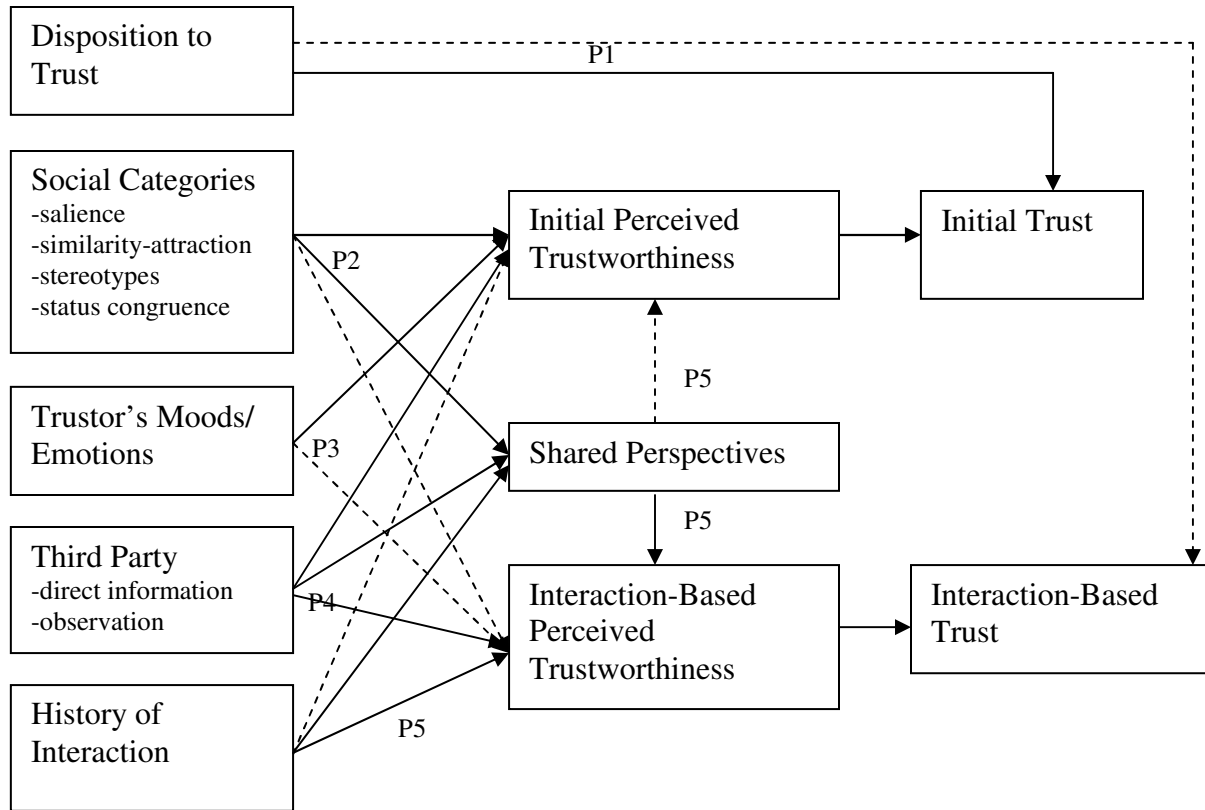 Disposition to
Trust
P1
Social Categories
-salience
-similarity-attraction
-stereotypes
-status congruence
P2
Initial Perceived
Trustworthiness
Initial Trust
Trustor’s Moods/
Emotions
P3
P5
Shared Perspectives
P5
Third Party
-direct information
-observation
P4
Interaction-Based
Perceived
Trustworthiness
Interaction-Based
Trust
History of
Interaction
P5